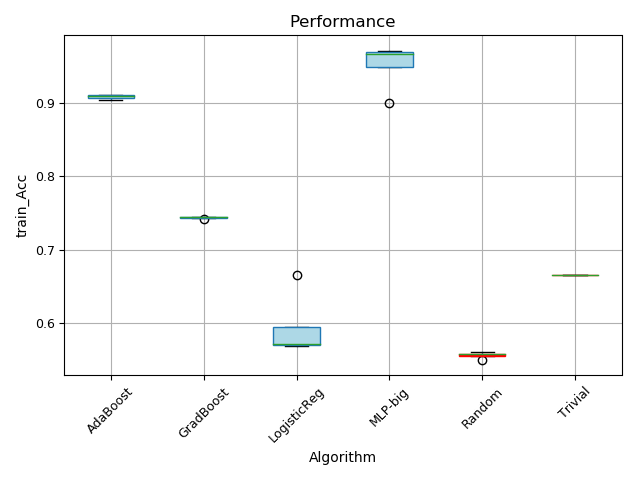 Performance
train_Acc
0.9
0.8
0.7
0.6
AdaBoost
GradBoost
LogisticReg
MLP-big
Random
Trivial
Algorithm